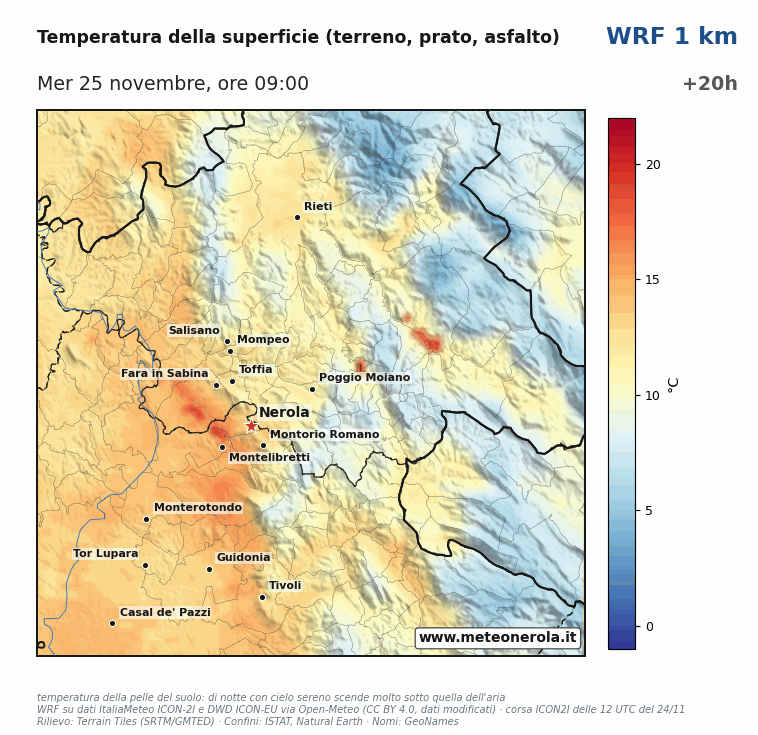 Temperatura della superficie (terreno, prato, asfalto)
WRF 1 km
Mer 25 novembre, ore 09:00
+20h
Rieti
Salisano
Mompeo
Fara in Sabina
Toffia
Poggio Moiano
Nerola
Montorio Romano
Montelibretti
Monterotondo
Tor Lupara
Guidonia
Tivoli
Casal de' Pazzi
www.meteonerola.it
20
15
10
5
0
°C
temperatura della pelle del suolo: di notte con cielo sereno scende molto sotto quella dell'aria
WRF su dati ItaliaMeteo ICON-2I e DWD ICON-EU via Open-Meteo (CC BY 4.0, dati modificati) · corsa ICON2I delle 12 UTC del 24/11
Rilievo: Terrain Tiles (SRTM/GMTED) · Confini: ISTAT, Natural Earth · Nomi: GeoNames